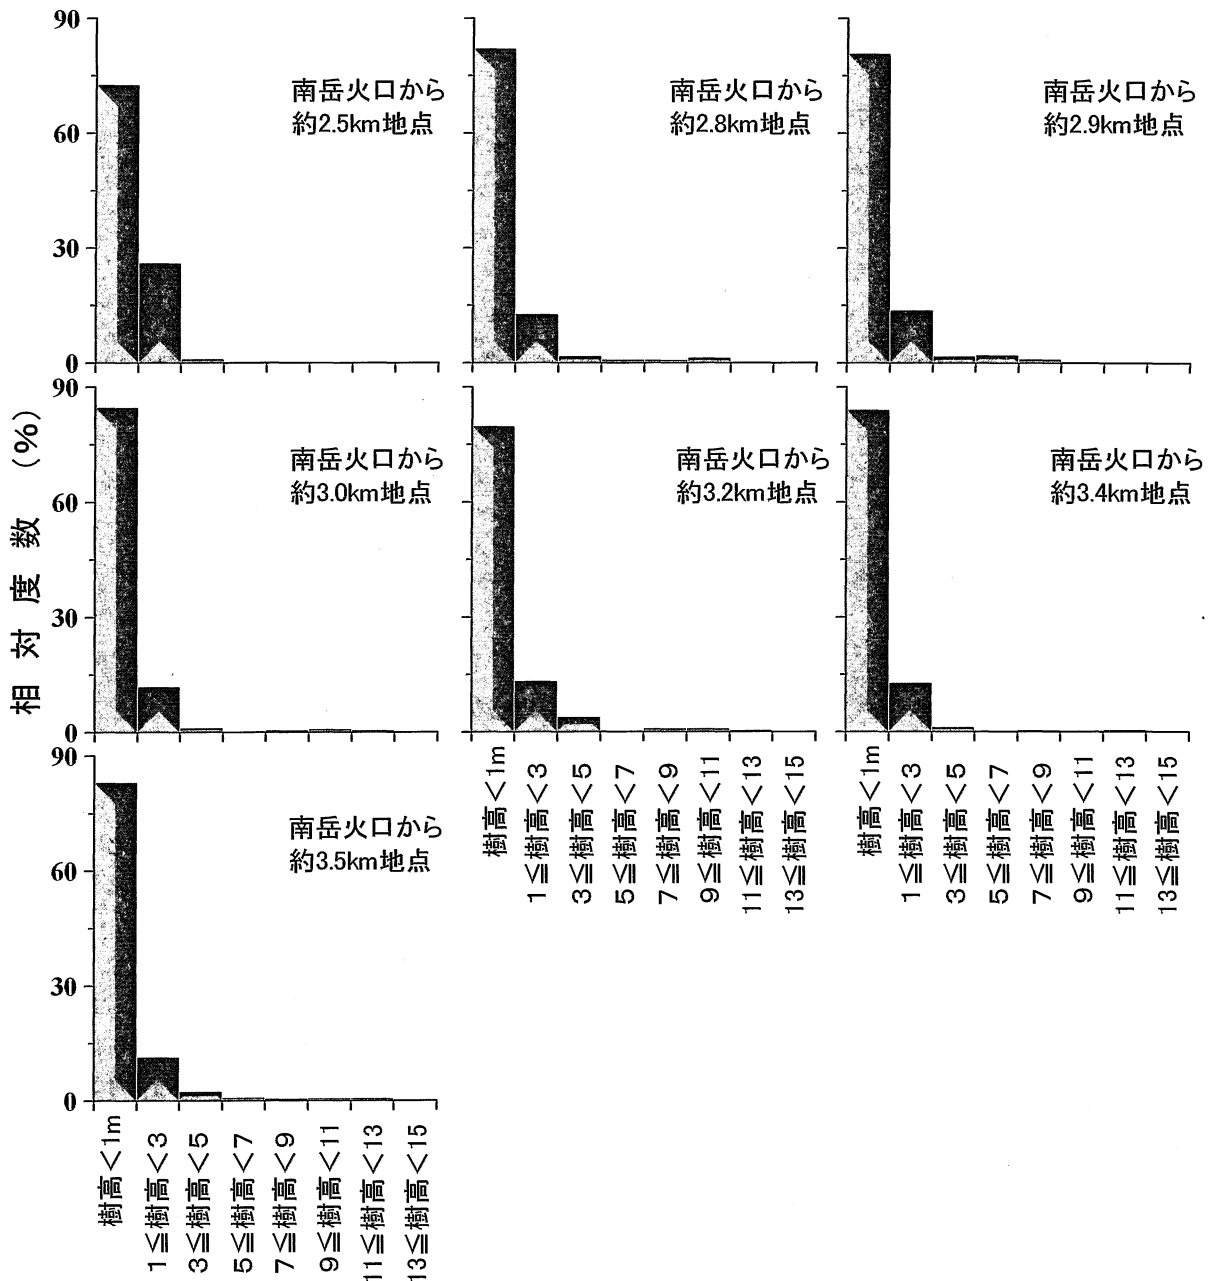 90
60
30
0
南岳火口から
約2.5km地点
南岳火口から
約2.8km地点
南岳火口から
約2.9km地点
相対度数(%)
90
60
30
0
南岳火口から
約3.0km地点
南岳火口から
約3.2km地点
南岳火口から
約3.4km地点
樹高<1m
1≦樹高<3
3≦樹高<5
5≦樹高<7
7≦樹高<9
9≦樹高<11
11≦樹高<13
13≦樹高<15
樹高<1m
1≦樹高<3
3≦樹高<5
5≦樹高<7
7≦樹高<9
9≦樹高<11
11≦樹高<13
13≦樹高<15
90
60
30
0
南岳火口から
約3.5km地点
樹高<1m
1≦樹高<3
3≦樹高<5
5≦樹高<7
7≦樹高<9
9≦樹高<11
11≦樹高<13
13≦樹高<15